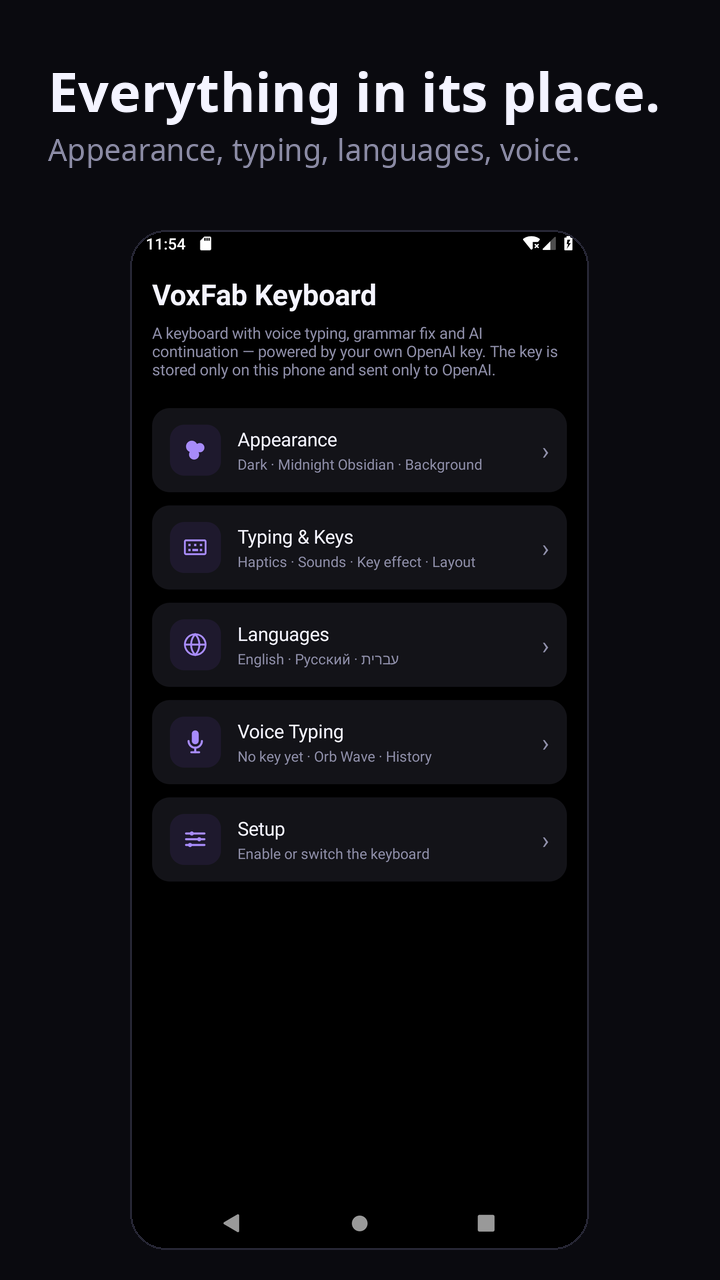 Everything in its place.
Appearance, typing, languages, voice.
11:54
VoxFab Keyboard
A keyboard with voice typing, grammar fix and AI
continuation — powered by your own OpenAI key. The key is
stored only on this phone and sent only to OpenAI.
Appearance
Dark · Midnight Obsidian · Background
Typing & Keys
Haptics · Sounds · Key effect · Layout
Languages
English · Русский · עברית
Voice Typing
No key yet · Orb Wave · History
Setup
Enable or switch the keyboard